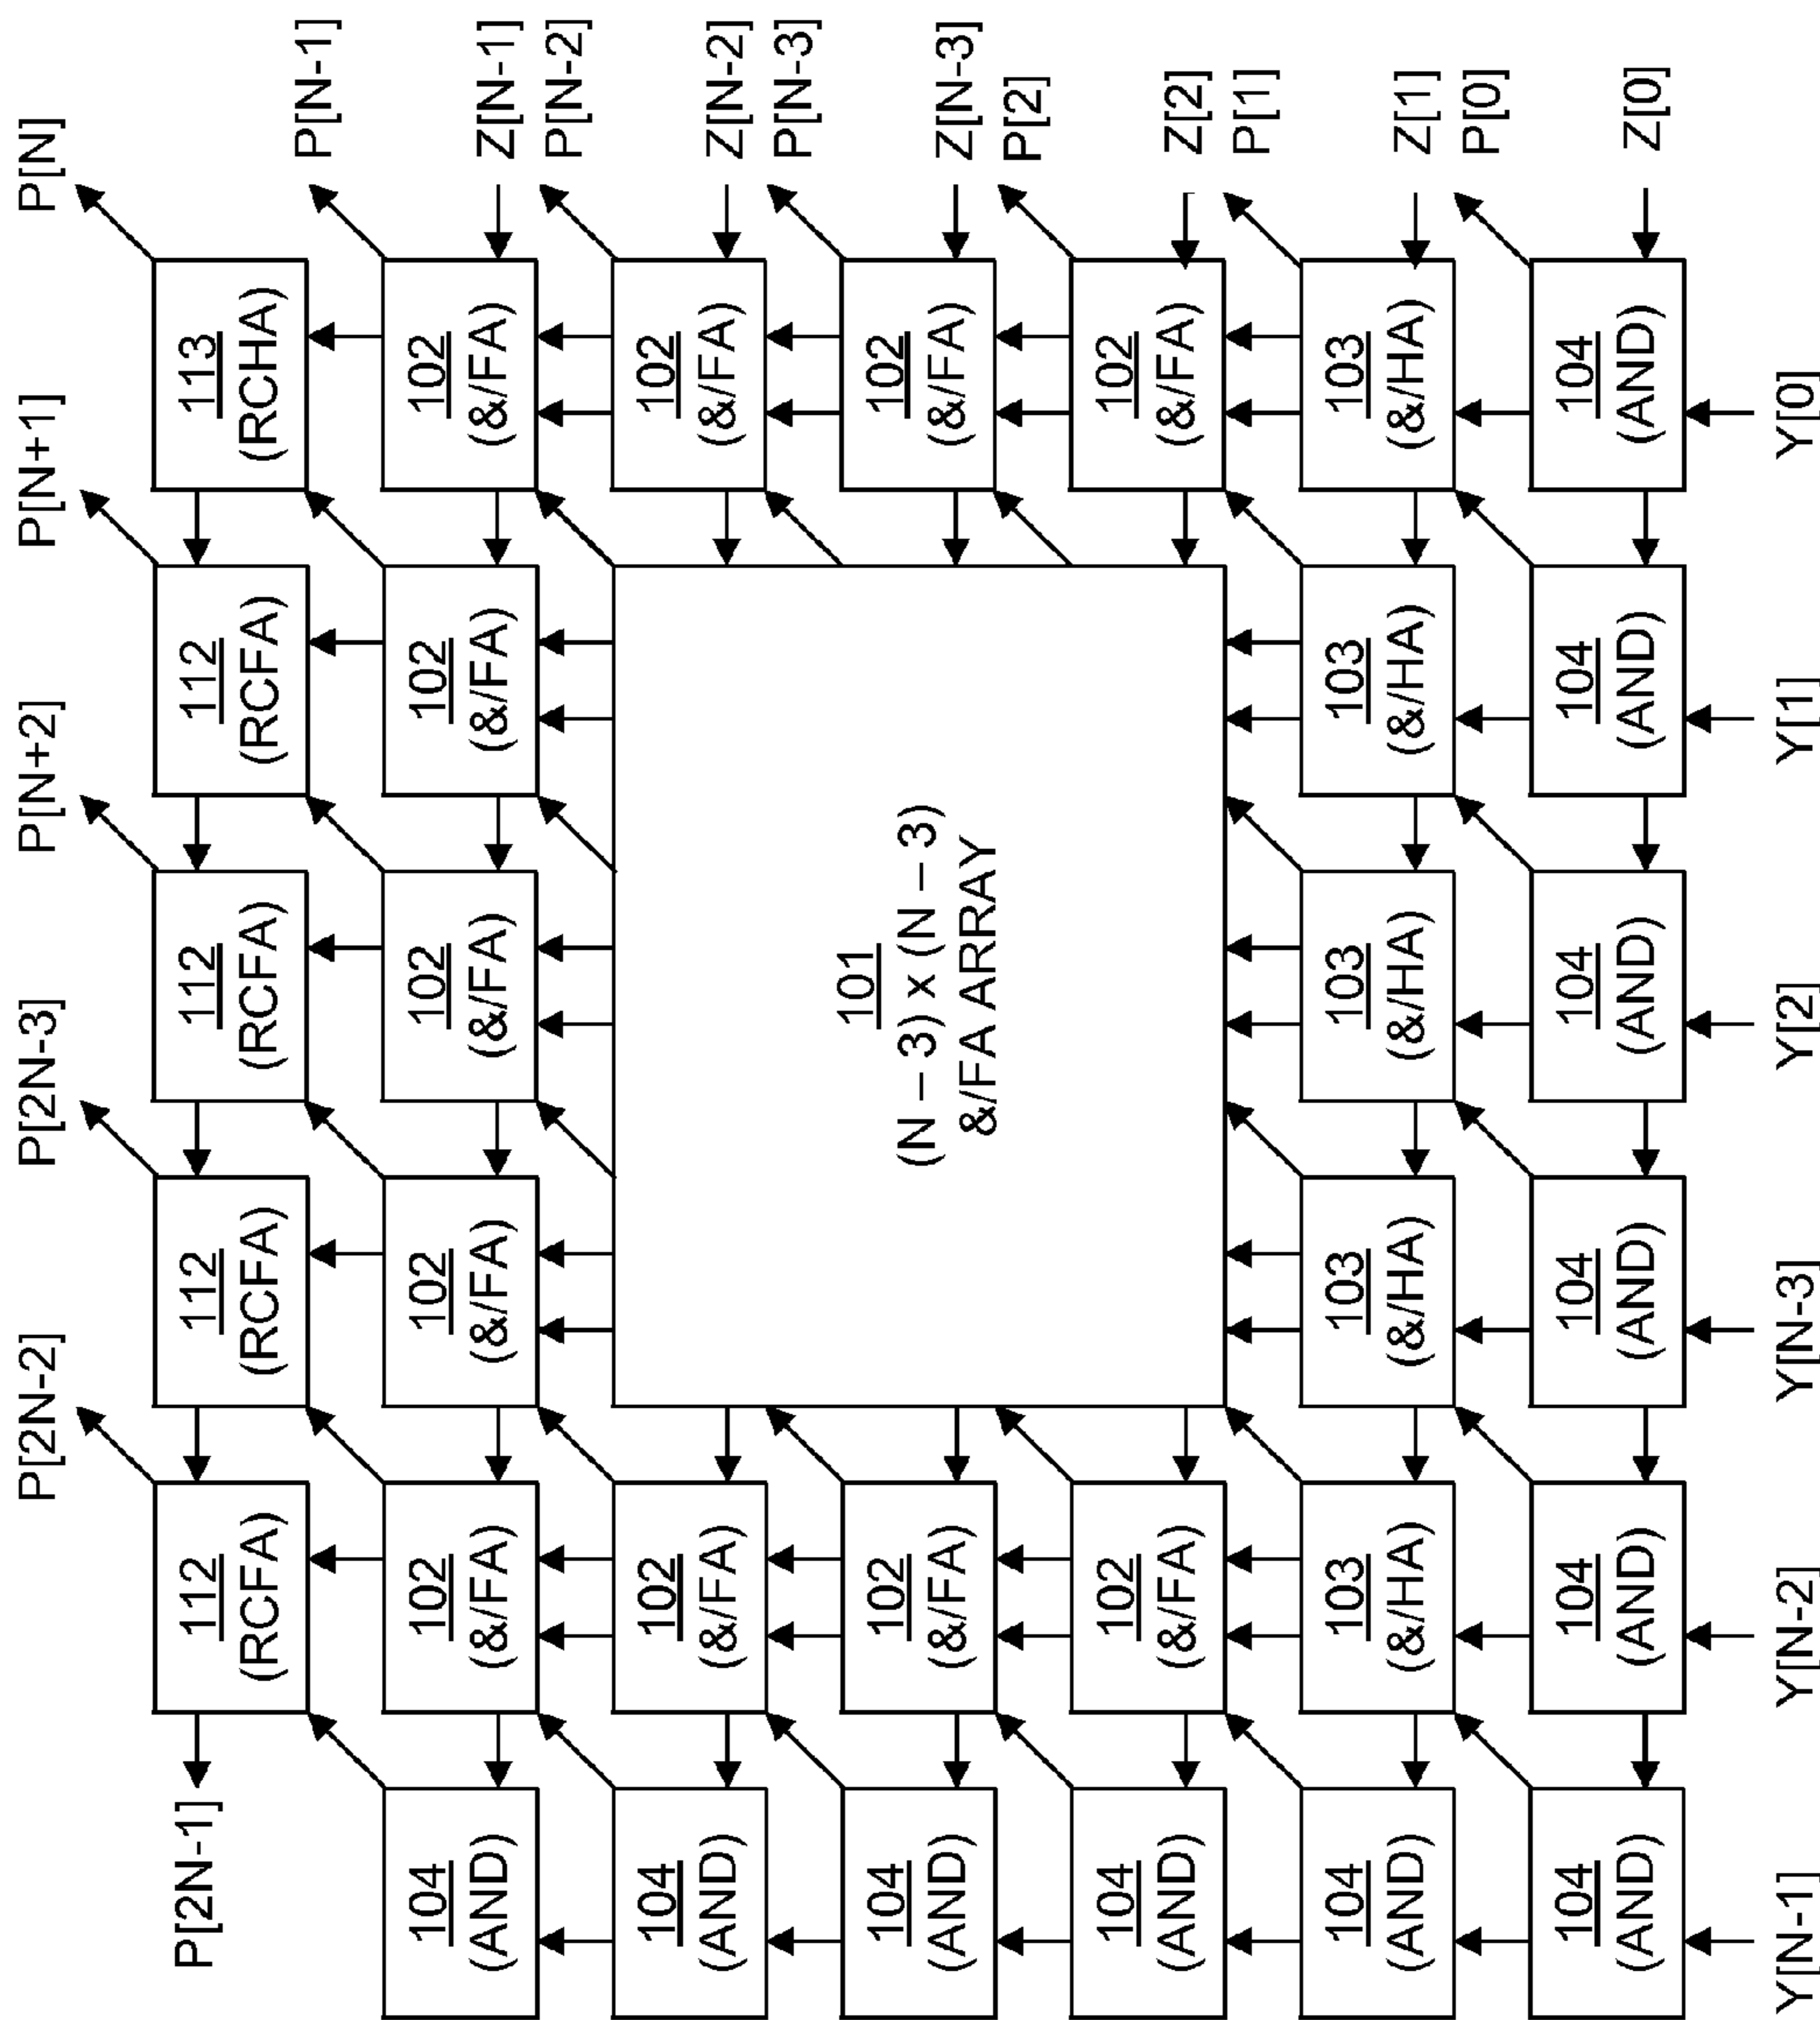 P[2N-2] P[2N-3] P[N+2] P[N+1] P[N]
P[2N-1] 112 112 112 112 113
(RCFA) (RCFA) (RCFA) (RCFA) (RCHA)
P[N-1]
104 102 102 102 102 102
(AND) (&/FA) (&/FA) (&/FA) (&/FA) (&/FA)
Z[N-1]
P[N-2]
104 102 102
(AND) (&/FA) (&/FA)
Z[N-2]
P[N-3]
104 102 101 102
(AND) (&/FA) (N – 3) x (N – 3) (&/FA)
&/FA ARRAY
Z[N-3]
P[2]
104 102 102
(AND) (&/FA) (&/FA)
Z[2]
P[1]
104 103 103 103 103 103
(AND) (&/HA) (&/HA) (&/HA) (&/HA) (&/HA)
Z[1]
P[0]
104 104 104 104 104 104
(AND) (AND) (AND) (AND) (AND) (AND)
Z[0]
Y[N-1] Y[N-2] Y[N-3] Y[2] Y[1] Y[0]